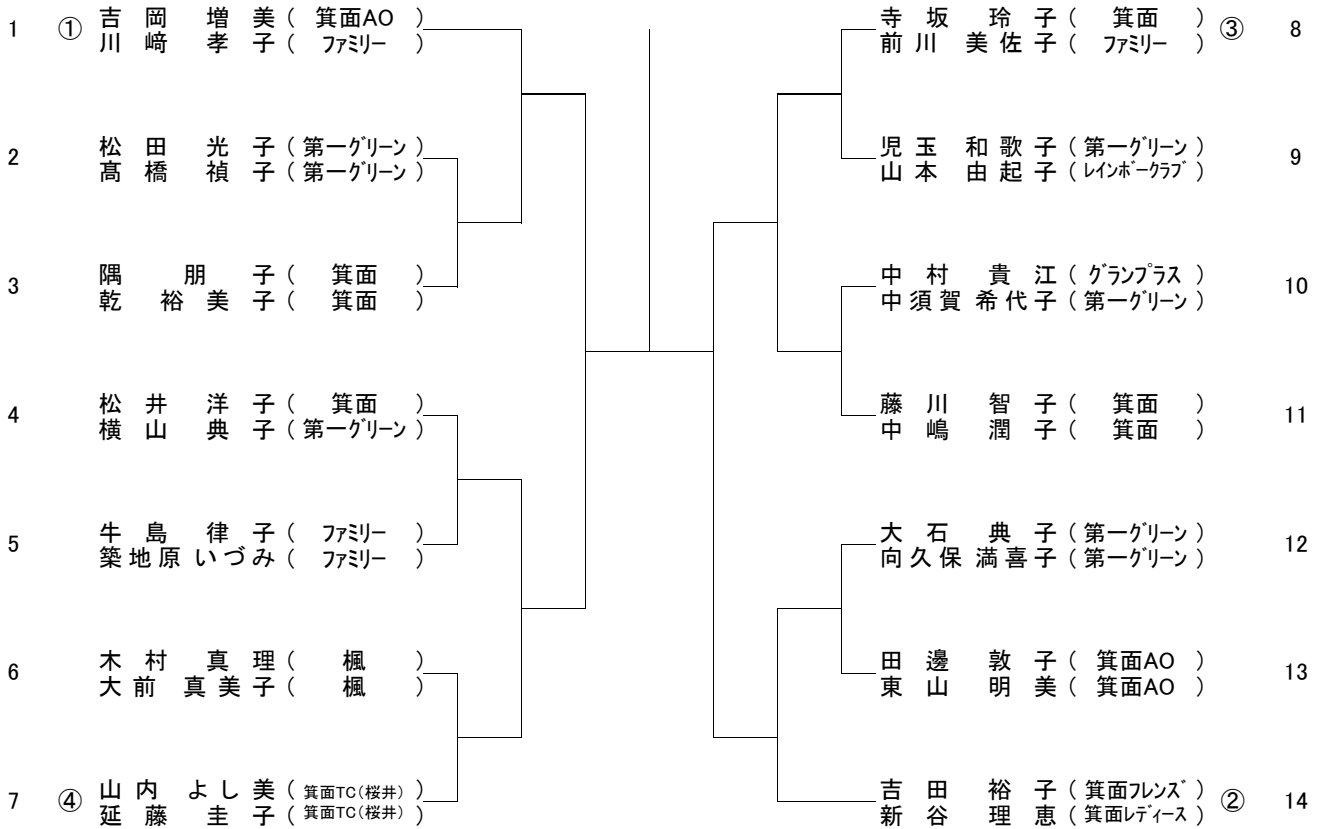 1 ① 吉岡 増美 ( 箕面AO )
川﨑 孝子 ( ファミリー )
2 松田 光子 ( 第一グリーン )
髙橋 禎子 ( 第一グリーン )
3 隅 朋子 ( 箕面 )
乾 裕美子 ( 箕面 )
4 松井 洋子 ( 箕面 )
横山 典子 ( 第一グリーン )
5 牛島 律子 ( ファミリー )
築地原 いづみ ( ファミリー )
6 木村 真理 ( 楓 )
大前 真美子 ( 楓 )
7 ④ 山内 よし美 ( 箕面TC(桜井) )
延藤 圭子 ( 箕面TC(桜井) )
寺坂 玲子 ( 箕面 ) ③ 8
前川 美佐子 ( ファミリー )
児玉 和歌子 ( 第一グリーン ) 9
山本 由起子 ( レインボークラブ )
中村 貴江 ( グランプラス ) 10
中須賀 希代子 ( 第一グリーン )
藤川 智子 ( 箕面 ) 11
中嶋 潤子 ( 箕面 )
大石 典子 ( 第一グリーン ) 12
向久保 満喜子 ( 第一グリーン )
田邊 敦子 ( 箕面AO ) 13
東山 明美 ( 箕面AO )
吉田 裕子 ( 箕面フレンズ ) ② 14
新谷 理恵 ( 箕面レディース )